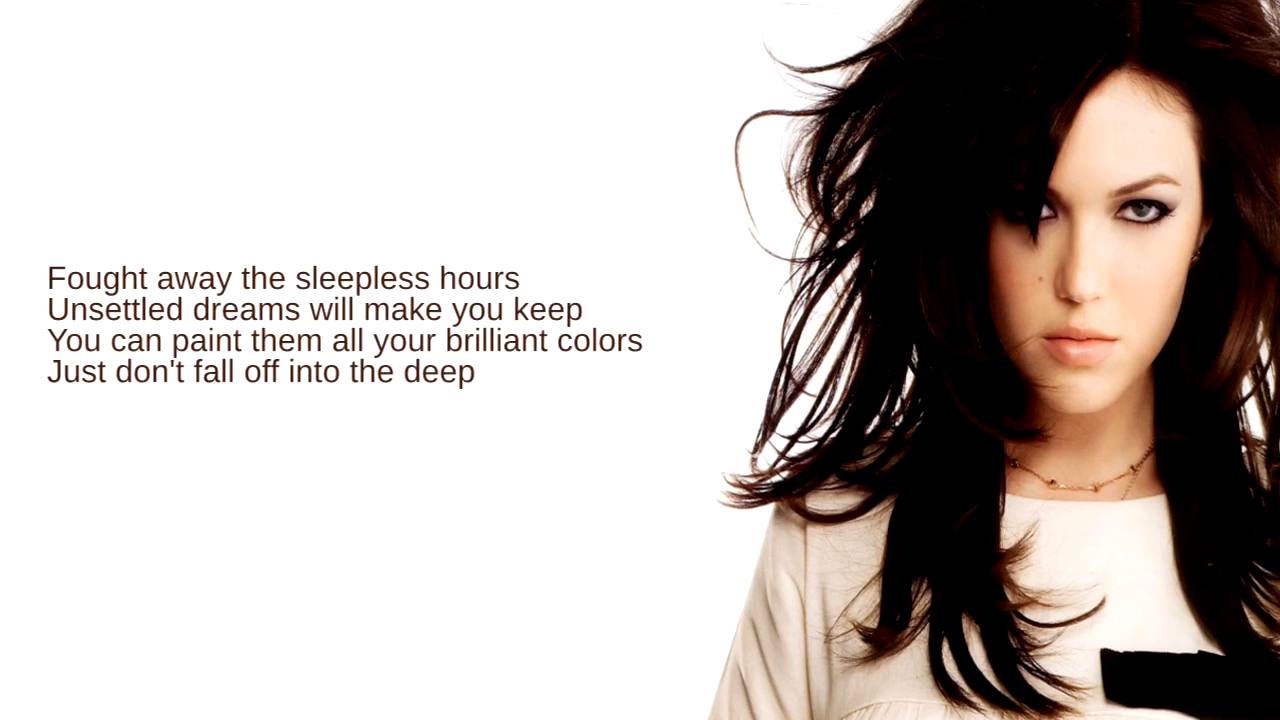 Fought away the sleepless hours
Unsettled dreams will make you keep
You can paint them all your brilliant colors
Just don't fall off into the deep